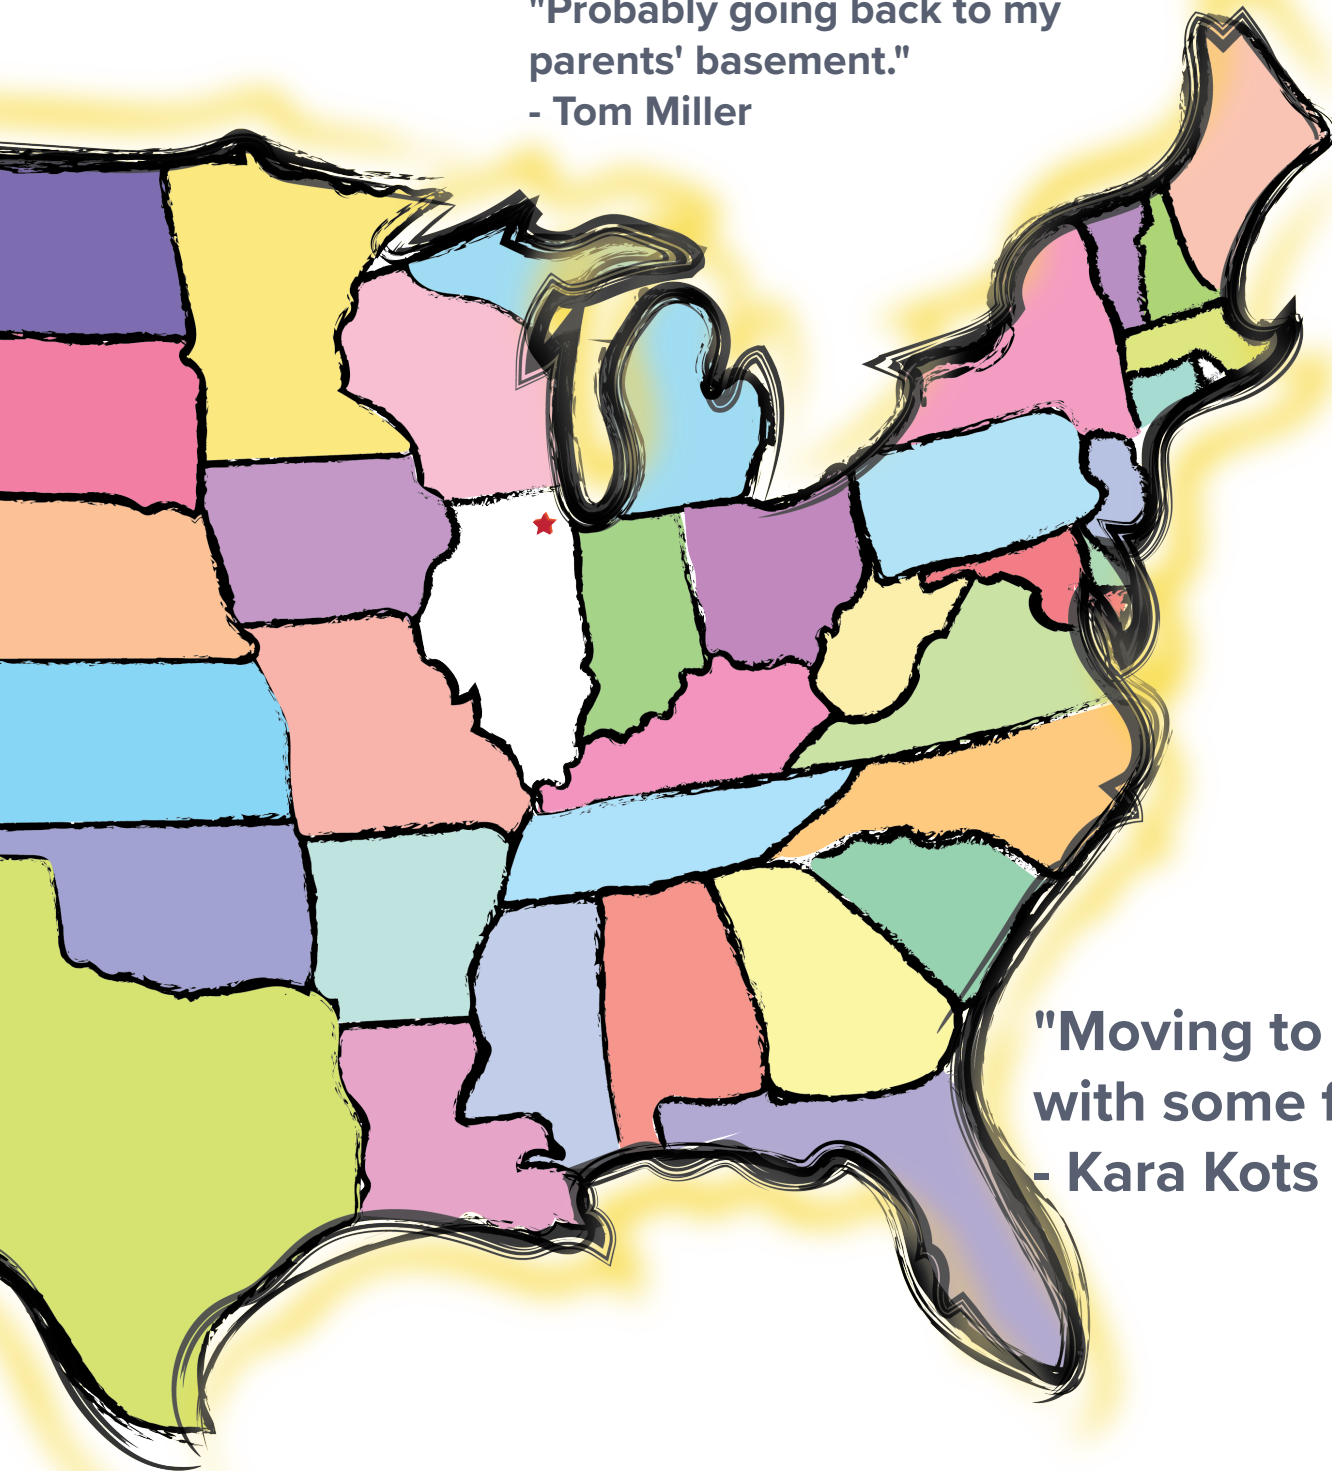 "Probably going back to my
parents' basement."
- Tom Miller
"Moving to
with some
- Kara Kots